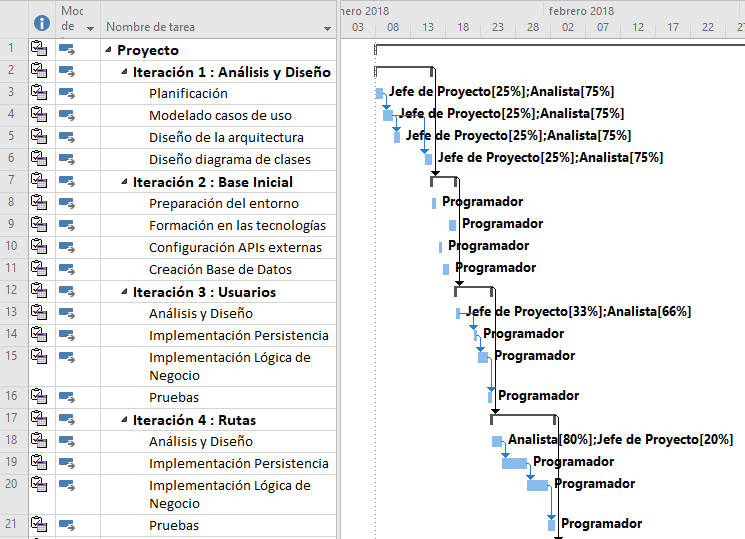 nero 2018
febrero 2018
Moc
de
Nombre de tarea
03 08 13 18 23 28 02 07 12 17 22 27
1 Proyecto
2 Iteración 1 : Análisis y Diseño
3 Planificación Jefe de Proyecto[25%];Analista[75%]
4 Modelado casos de uso Jefe de Proyecto[25%];Analista[75%]
5 Diseño de la arquitectura Jefe de Proyecto[25%];Analista[75%]
6 Diseño diagrama de clases Jefe de Proyecto[25%];Analista[75%]
7 Iteración 2 : Base Inicial
8 Preparación del entorno Programador
9 Formación en las tecnologías Programador
10 Configuración APIs externas Programador
11 Creación Base de Datos Programador
12 Iteración 3 : Usuarios
13 Análisis y Diseño Jefe de Proyecto[33%];Analista[66%]
14 Implementación Persistencia Programador
15 Implementación Lógica de Programador
Negocio
16 Pruebas Programador
17 Iteración 4 : Rutas
18 Análisis y Diseño Analista[80%];Jefe de Proyecto[20%]
19 Implementación Persistencia Programador
20 Implementación Lógica de Programador
Negocio
21 Pruebas Programador